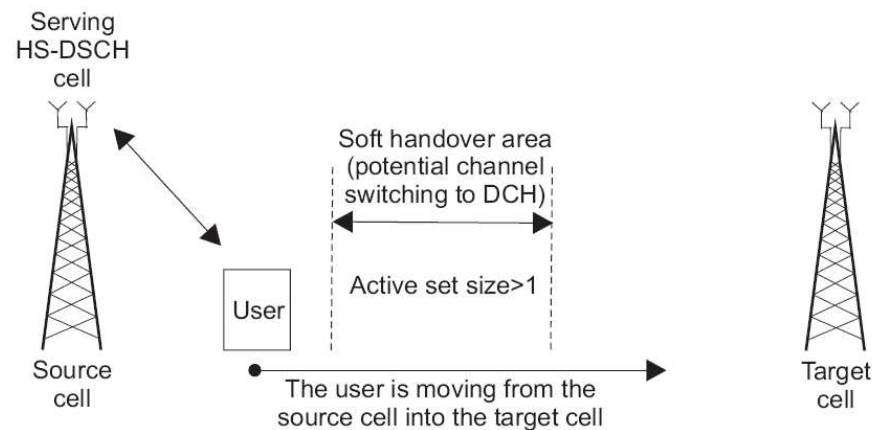 Serving
HS-DSCH
cell
Soft handover area
(potential channel
switching to DCH)
Active set size>1
User
Source
cell
The user is moving from the
source cell into the target cell
Target
cell